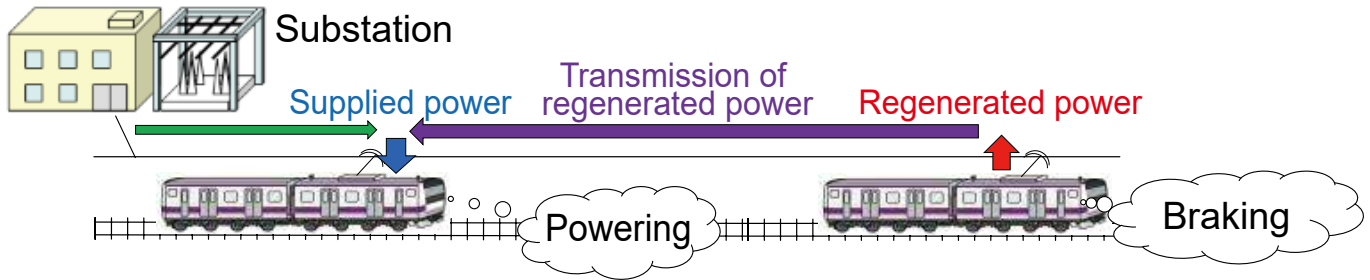 Substation
Supplied power
Transmission of
regenerated power
Regenerated power
Powering
Braking